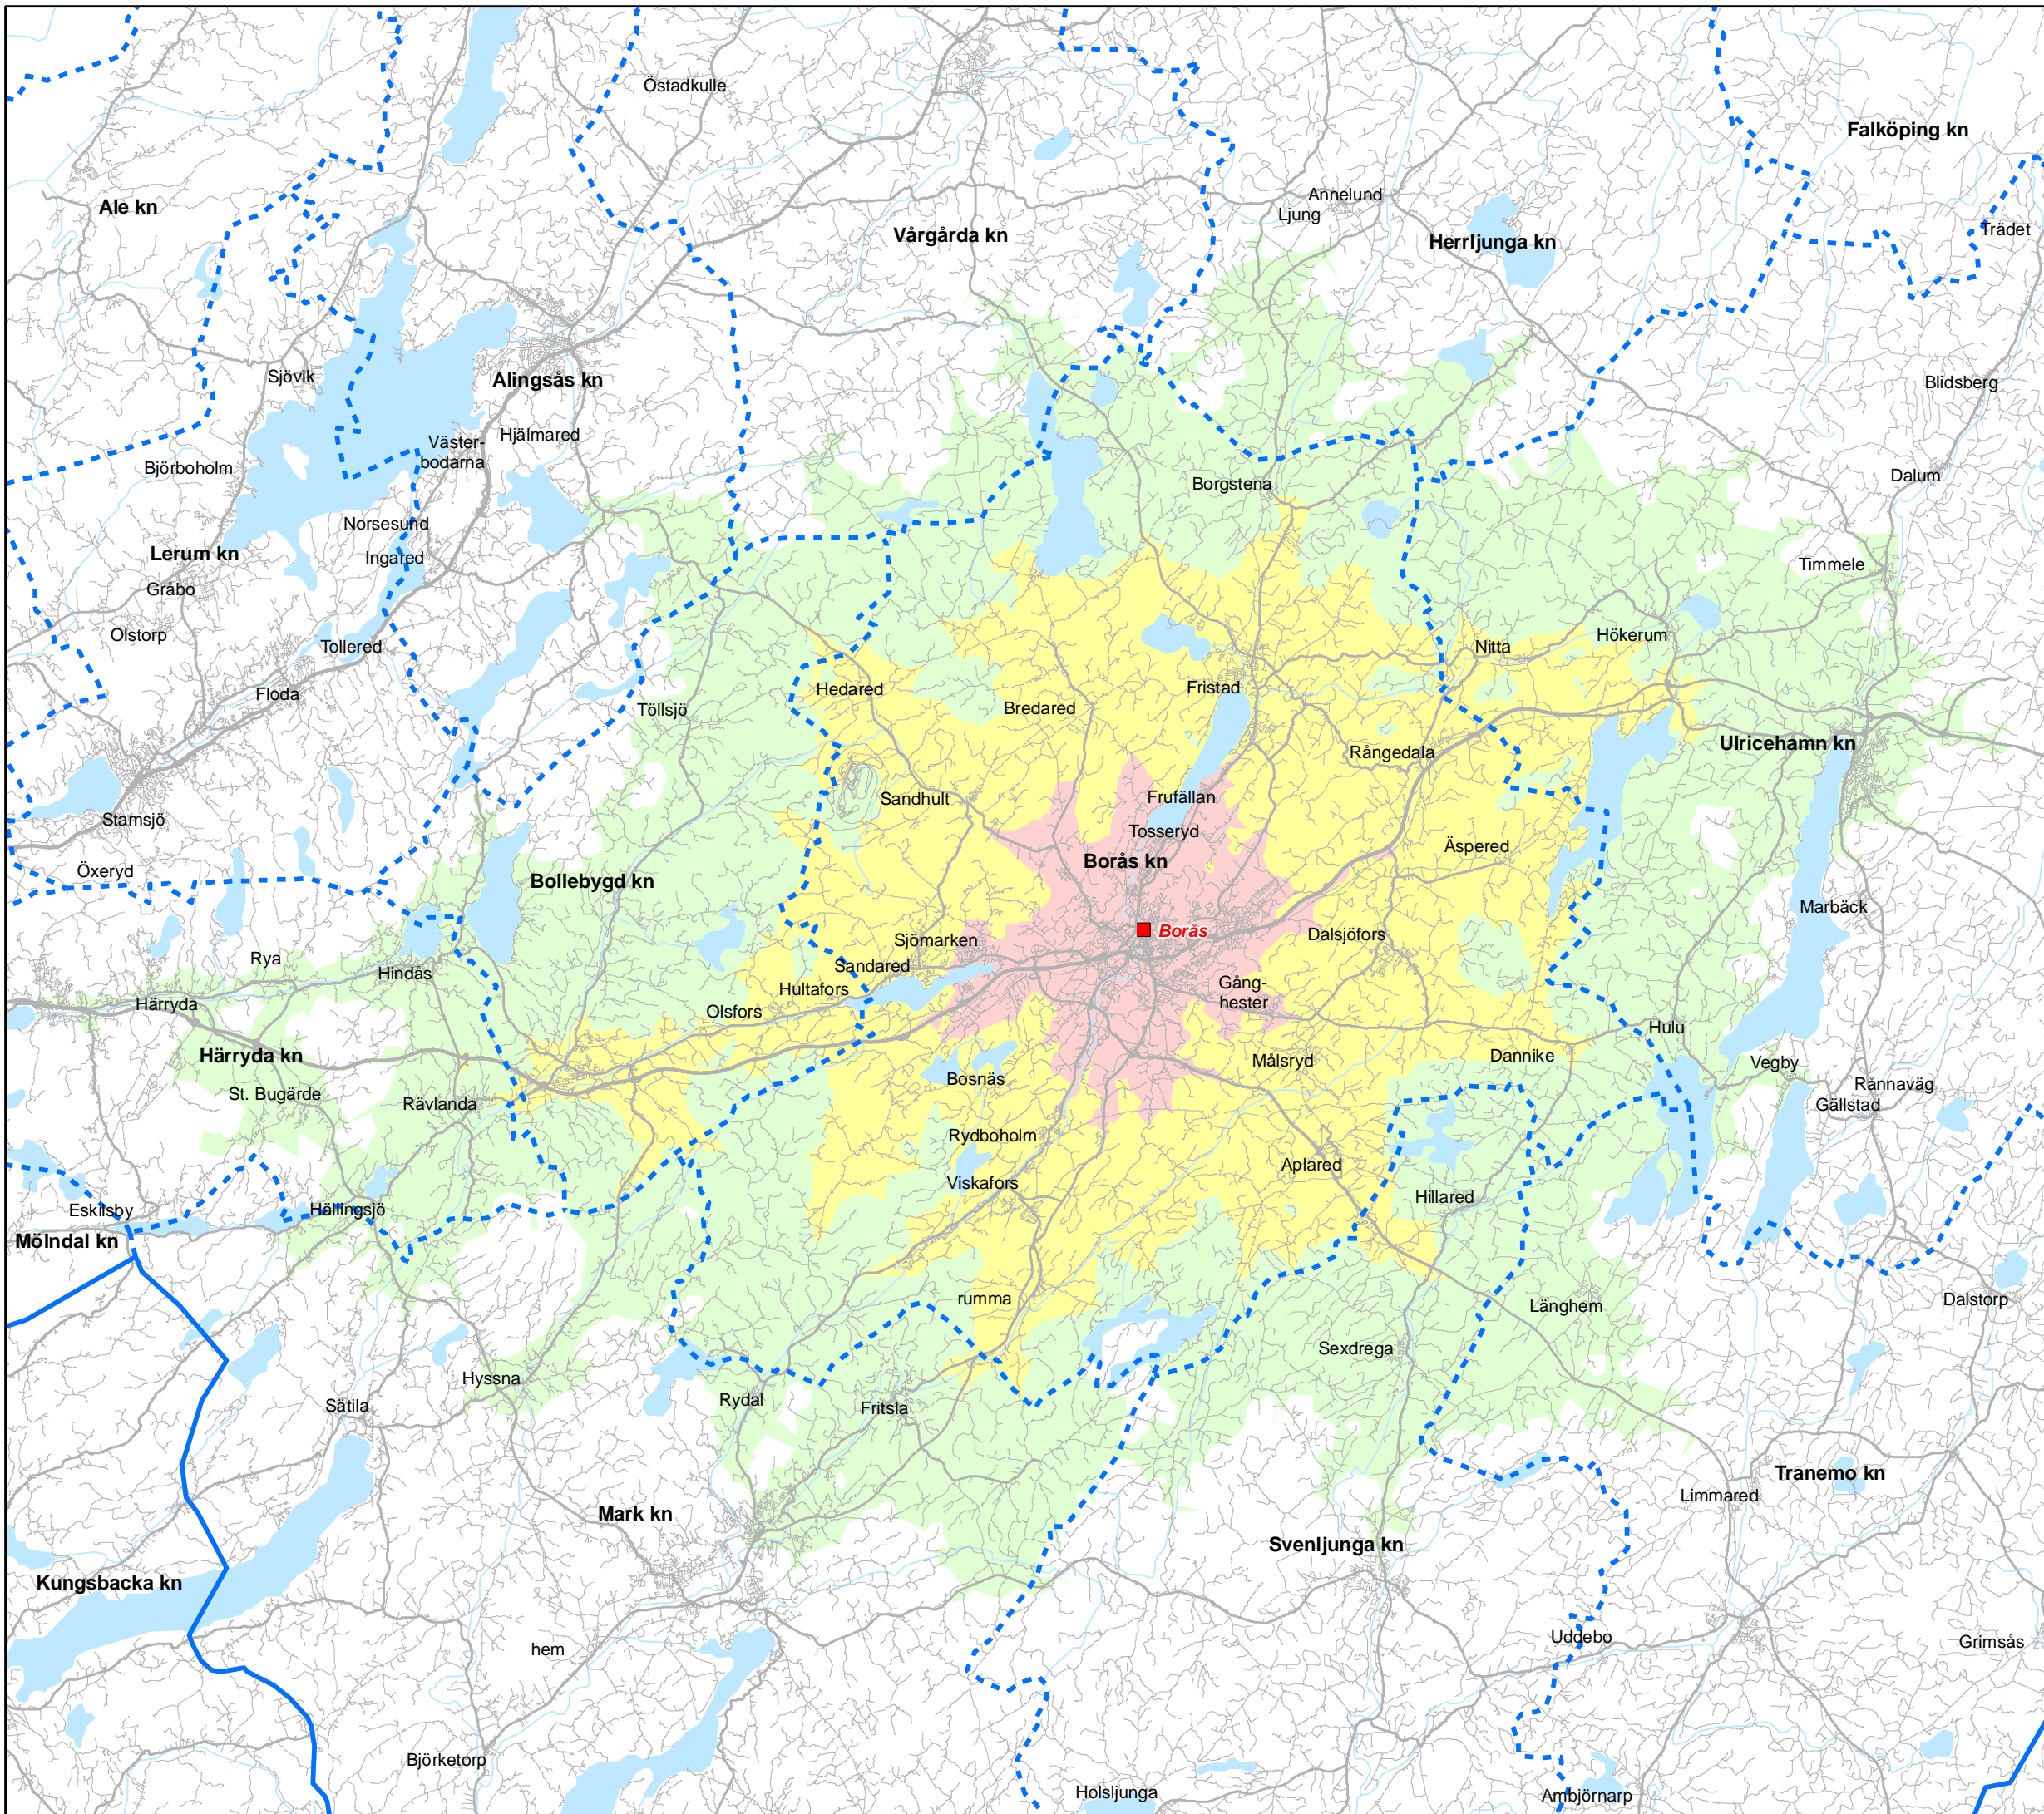 Östadkulle
Falköping kn
Ale kn
Annelund
Ljung
Vårgårda kn
Herrljunga kn
Trädet
Sjövik
Alingsås kn
Blidsberg
Väster-
bodarna
Hjälmared
Björboholm
Dalum
Borgstena
Norsesund
Lerum kn
Ingared
Timmele
Gråbo
Olstorp
Hökerum
Tollered
Nitta
Floda
Hedared
Fristad
Töllsjö
Bredared
Rångedala
Ulricehamn kn
Sandhult
Frufällan
Stamsjö
Tosseryd
Äspered
Borås kn
Öxeryd
Bollebygd kn
Marbäck
Borås
Sjömarken
Dalsjöfors
Rya
Sandared
Hindås
Hultafors
Gång-
hester
Härryda
Olsfors
Hulu
Härryda kn
Målsryd
Dannike
Vegby
Bosnäs
Rånnaväg
St. Bugärde
Rävlanda
Gällstad
Rydboholm
Aplared
Viskafors
Hillared
Eskilsby
Hällingsjö
Mölndal kn
rumma
Länghem
Dalstorp
Sexdrega
Hyssna
Rydal
Sätila
Fritsla
Tranemo kn
Limmared
Mark kn
Svenljunga kn
Kungsbacka kn
Uddebo
Grimsås
hem
Björketorp
Holsljunga
Ambjörnarp